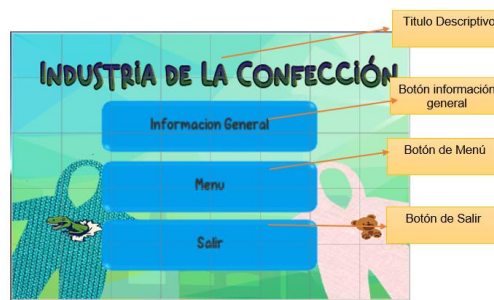 Titulo Descriptivo
INDUSTRIA DE LA CONFECCIÓN
Botón información
general
Informacion General
Botón de Menú
Menu
Botón de Salir
Salir